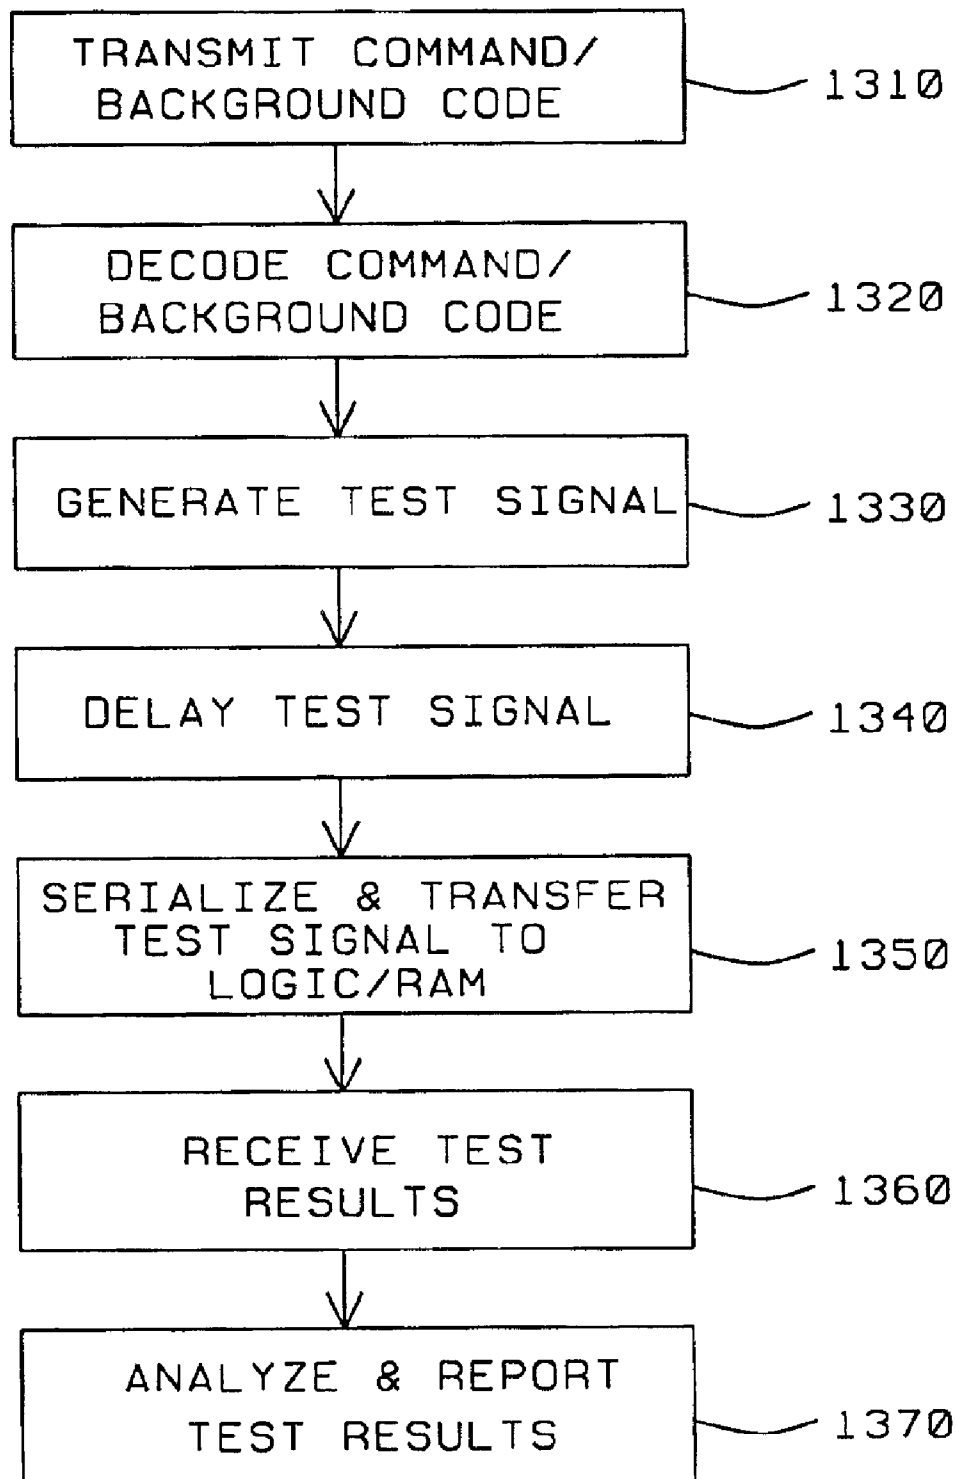 TRANSMIT COMMAND/
BACKGROUND CODE
1310
DECODE COMMAND/
BACKGROUND CODE
1320
GENERATE TEST SIGNAL
1330
DELAY TEST SIGNAL
1340
SERIALIZE & TRANSFER
TEST SIGNAL TO
LOGIC/RAM
1350
RECEIVE TEST
RESULTS
1360
ANALYZE & REPORT
TEST RESULTS
1370